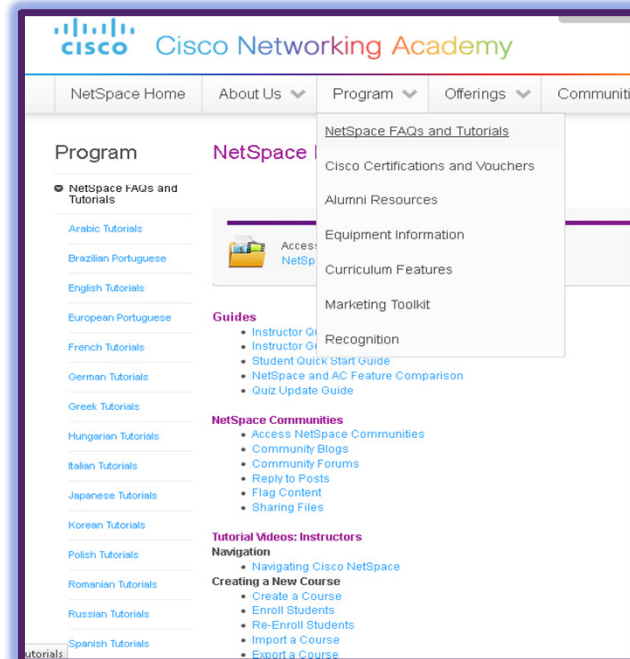 CISCO Cisco Networking Academy
NetSpace Home About Us Program Offerings
NetSpace FAQs and Tutorials
Cisco Certifications and Vouchers
Alumni Resources
Equipment Information
Curriculum Features
Marketing Toolkit
Recognition
Program
NetSpace FAQs and
Tutorials
Arabic Tutorials
Brazilian Portuguese
English Tutorials
European Portuguese
French Tutorials
German Tutorials
Greek Tutorials
Hungarian Tutorials
Italian Tutorials
Japanese Tutorials
Korean Tutorials
Polish Tutorials
Romanian Tutorials
Russian Tutorials
Spanish Tutorials
NetSpace
Guides
Instructor
Instructor
Student Quick Start Guide
NetSpace and AC Feature Comparison
Quiz Update Guide
NetSpace Communities
Access NetSpace Communities
Community Blogs
Community Forums
Reply to Posts
Flag Content
Sharing Files
Tutorial Videos: Instructors
Navigation
Navigating Cisco NetSpace
Creating a New Course
Create a Course
Enroll Students
Re-Enroll Students
Import a Course
Export a Course